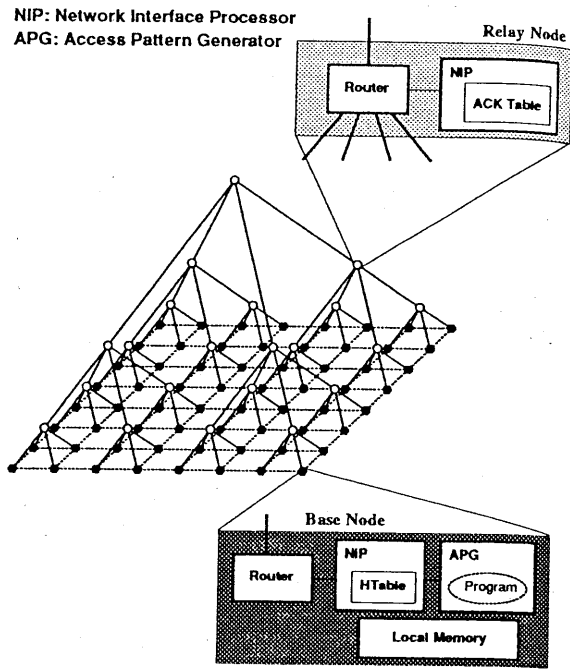 NIP: Network Interface Processor
APG: Access Pattern Generator
Relay Node
Router
NIP
ACK Table
Base Node
Router
NIP
HTable
APG
Program
Local Memory